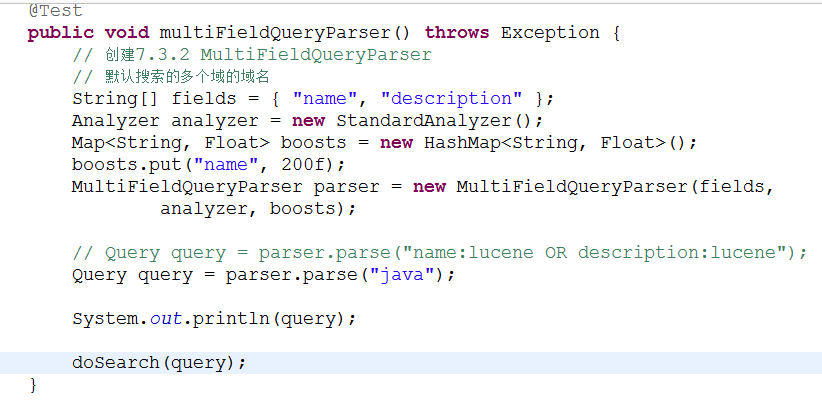 @Test
public void multiFieldQueryParser() throws Exception {
// 创建7.3.2 MultiFieldQueryParser
// 默认搜索的多个域的域名
String[] fields = { "name", "description" };
Analyzer analyzer = new StandardAnalyzer();
Map<String, Float> boosts = new HashMap<String, Float>();
boosts.put("name", 200f);
MultiFieldQueryParser parser = new MultiFieldQueryParser(fields,
analyzer, boosts);
// Query query = parser.parse("name:lucene OR description:lucene");
Query query = parser.parse("java");
System.out.println(query);
doSearch(query);
}